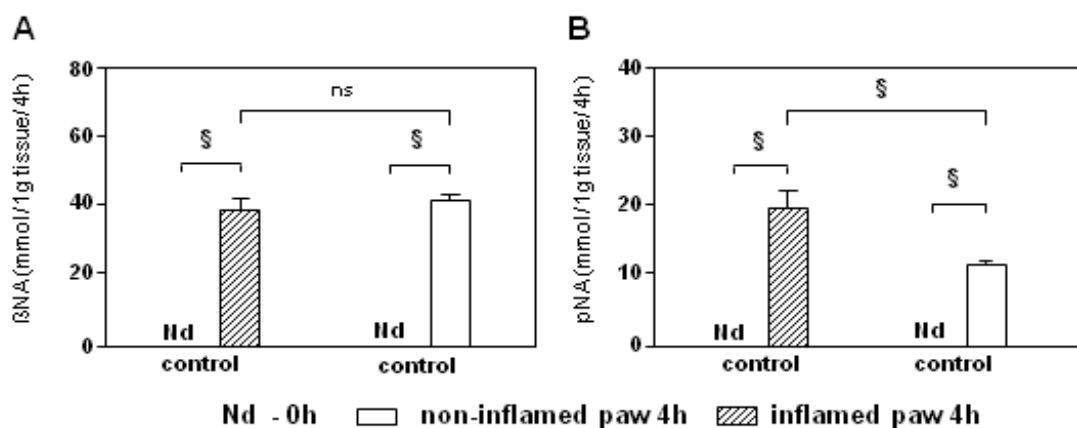 A
ßNA(mmol/1g tissue/4h)
80
60
40
20
0
ns
§
§
Nd
Nd
control
control
B
pNA(mmol/1g tissue/4h)
40
30
20
10
0
§
§
§
Nd
Nd
control
control
Nd - 0h non-inflamed paw 4h inflamed paw 4h